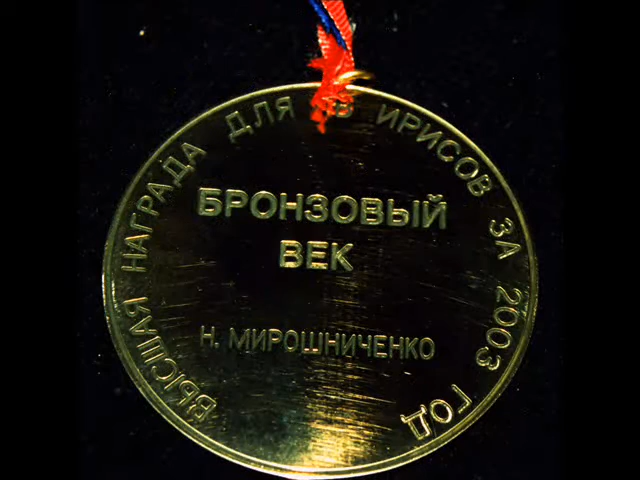 ВЫСШАЯ НАГРАДА ДЛЯ ИРИСОВ ЗА 2003 ГОД
БРОНЗОВЫЙ
ВЕК
Н. МИРОШНИЧЕНКО